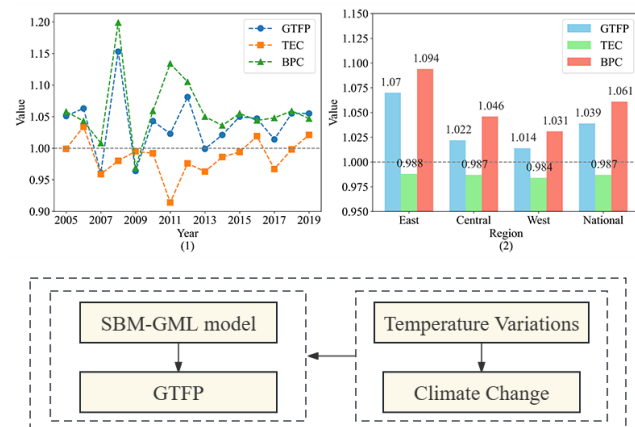 1.20
1.15
1.10
1.05
1.00
0.95
0.90
Value
GTFP
TEC
BPC
2005 2007 2009 2011 2013 2015 2017 2019
Year
(1)
1.150
1.125
1.100
1.075
1.050
1.025
1.000
0.975
0.950
Value
GTFP
TEC
BPC
1.07 0.988 1.094
1.022 0.987 1.046
1.014 0.984 1.031
1.039 0.987 1.061
East Central West National
Region
(2)
SBM-GML model
GTFP
Temperature Variations
Climate Change